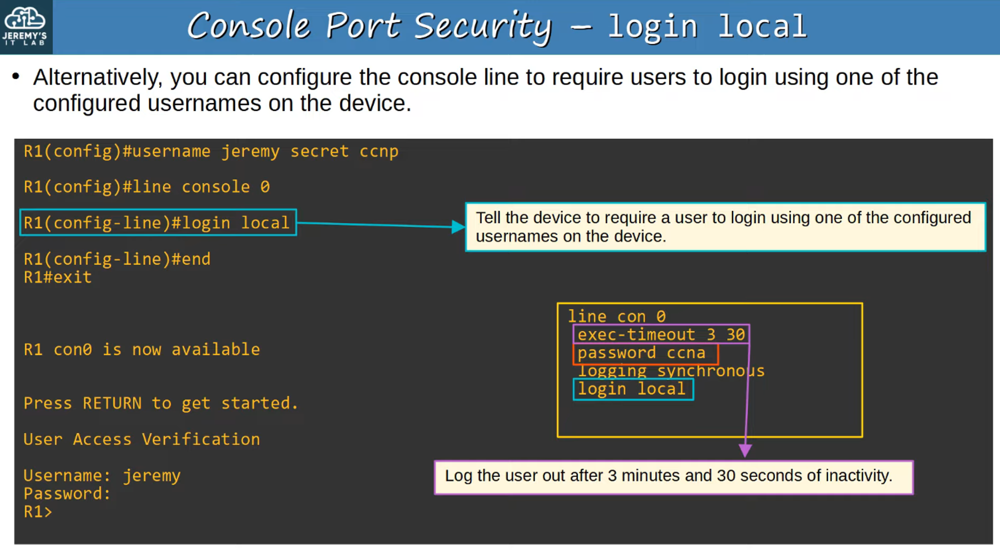 JEREMY'S
IT LAB
Console Port Security – login local
• Alternatively, you can configure the console line to require users to login using one of the
configured usernames on the device.
R1(config)#username jeremy secret ccnp
R1(config)#line console 0
R1(config-line)#login local
Tell the device to require a user to login using one of the configured
usernames on the device.
R1(config-line)#end
R1#exit
R1 con0 is now available
Press RETURN to get started.
User Access Verification
Username: jeremy
Password:
R1>
line con 0
exec-timeout 3 30
password ccna
logging synchronous
login local
Log the user out after 3 minutes and 30 seconds of inactivity.